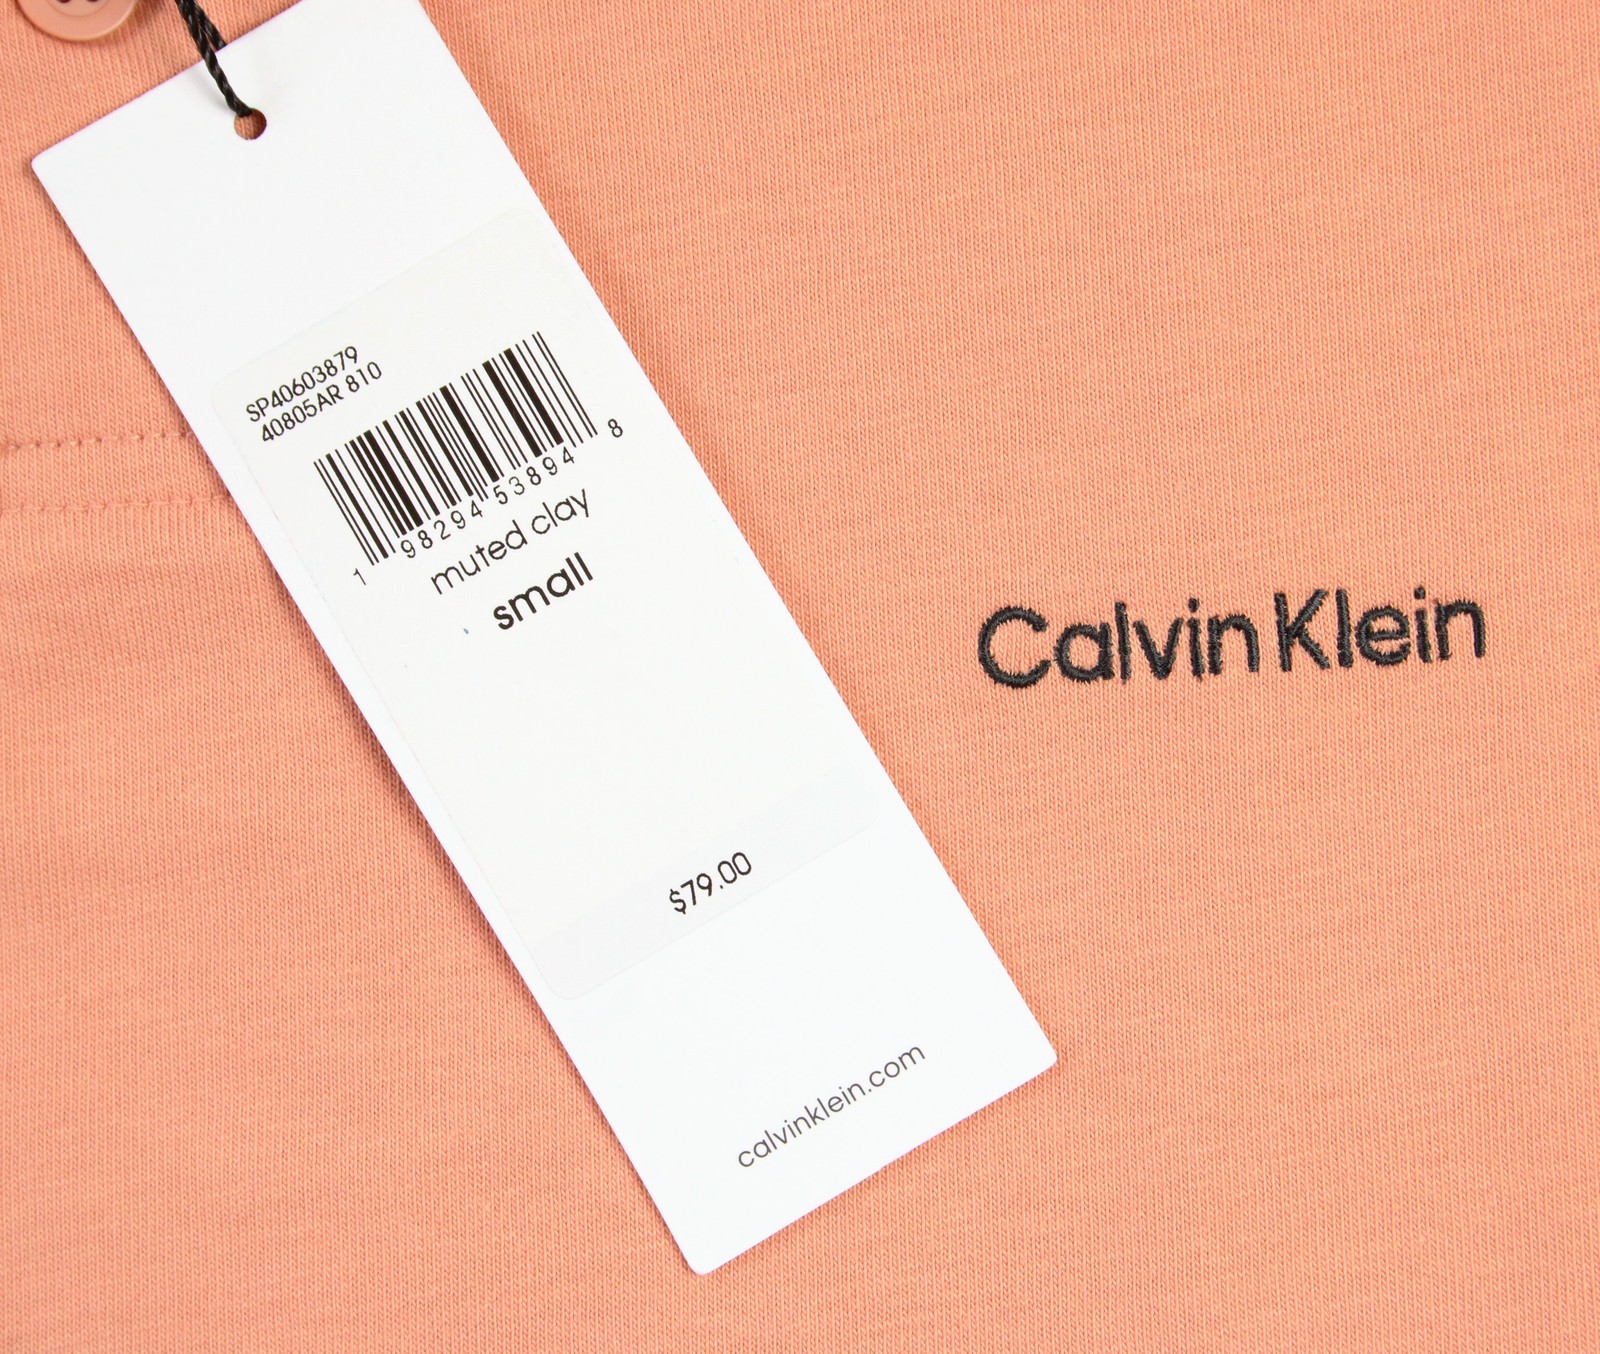 SP40603879
40805AR 810
1 98294 53894 8
muted clay
small
$79.00
calvinklein.com
Calvin Klein